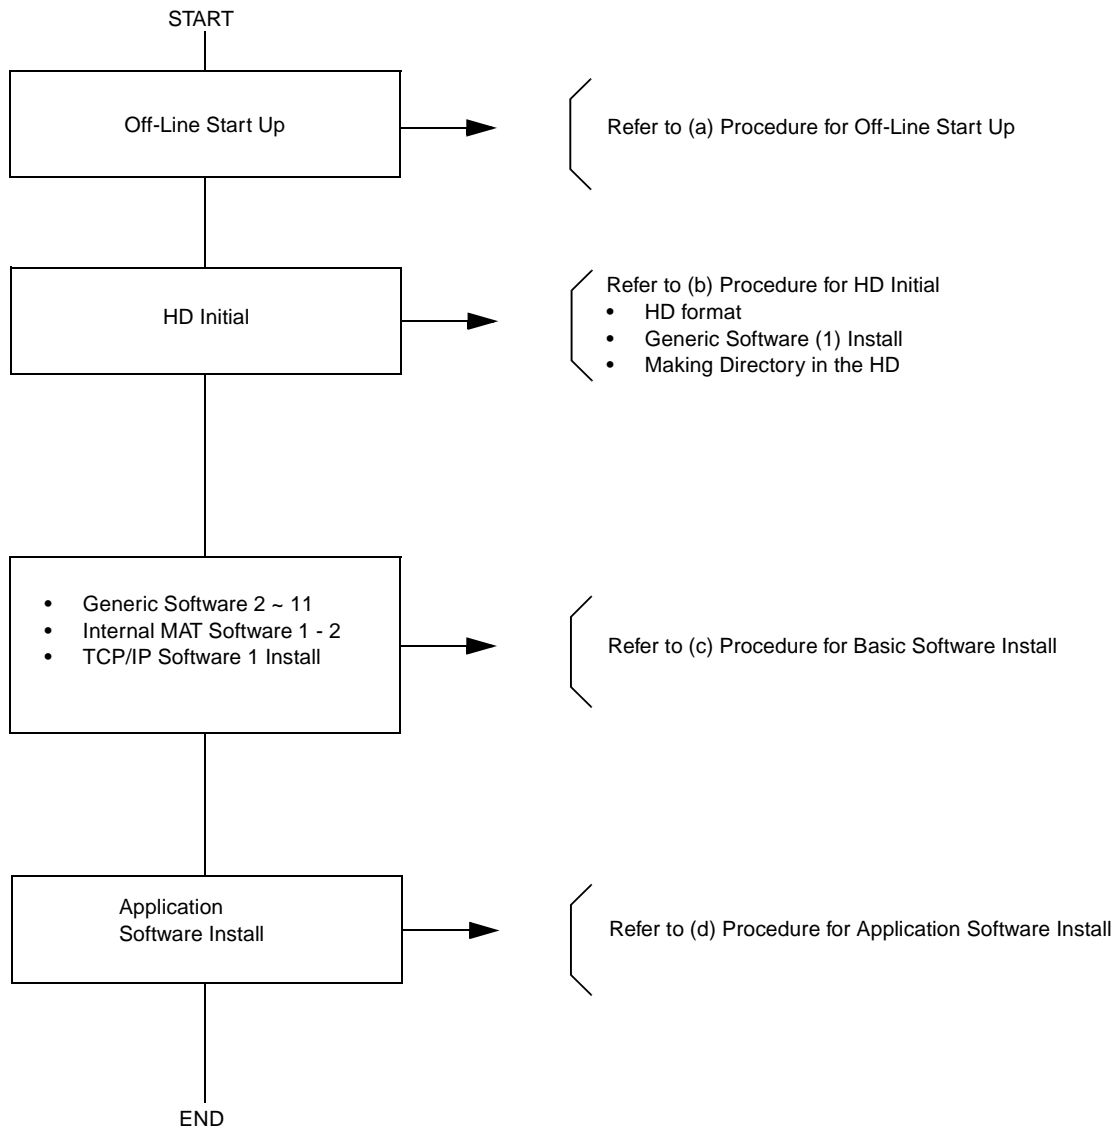 START
Off-Line Start Up
Refer to (a) Procedure for Off-Line Start Up
HD Initial
Refer to (b) Procedure for HD Initial
• HD format
• Generic Software (1) Install
• Making Directory in the HD
• Generic Software 2 ~ 11
• Internal MAT Software 1 - 2
• TCP/IP Software 1 Install
Refer to (c) Procedure for Basic Software Install
Application
Software Install
Refer to (d) Procedure for Application Software Install
END